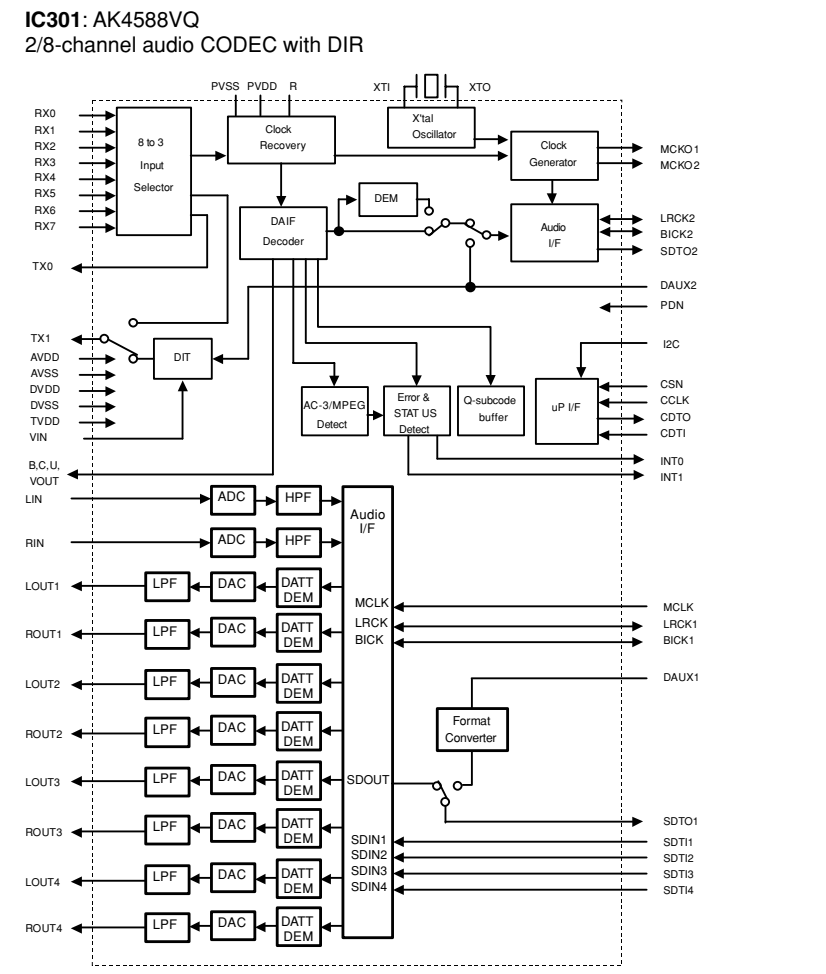 IC301: AK4588VQ
2/8-channel audio CODEC with DIR
PVSS PVDD R
XTI XTO
RX0
RX1
RX2
RX3
RX4
RX5
RX6
RX7
TX0
8 to 3
Input
Selector
Clock
Recovery
X'tal
Oscillator
Clock
Generator
MCKO1
MCKO2
DAIF
Decoder
DEM
Audio
I/F
LRCK2
BICK2
SDTO2
DAUX2
PDN
I2C
TX1
AVDD
AVSS
DVDD
DVSS
TVDD
VIN
DIT
AC-3/MPEG
Detect
Error &
STAT US
Detect
Q-subcode
buffer
uP I/F
CSN
CCLK
CDTO
CDTI
INT0
INT1
B,C,U,
VOUT
LIN
ADC HPF
RIN
ADC HPF
Audio
I/F
LOUT1
LPF DAC DATT
DEM
ROUT1
LPF DAC DATT
DEM
LOUT2
LPF DAC DATT
DEM
ROUT2
LPF DAC DATT
DEM
LOUT3
LPF DAC DATT
DEM
ROUT3
LPF DAC DATT
DEM
LOUT4
LPF DAC DATT
DEM
ROUT4
LPF DAC DATT
DEM
MCLK
LRCK
BICK
SDOUT
SDIN1
SDIN2
SDIN3
SDIN4
Format
Converter
MCLK
LRCK1
BICK1
DAUX1
SDTO1
SDTI1
SDTI2
SDTI3
SDTI4